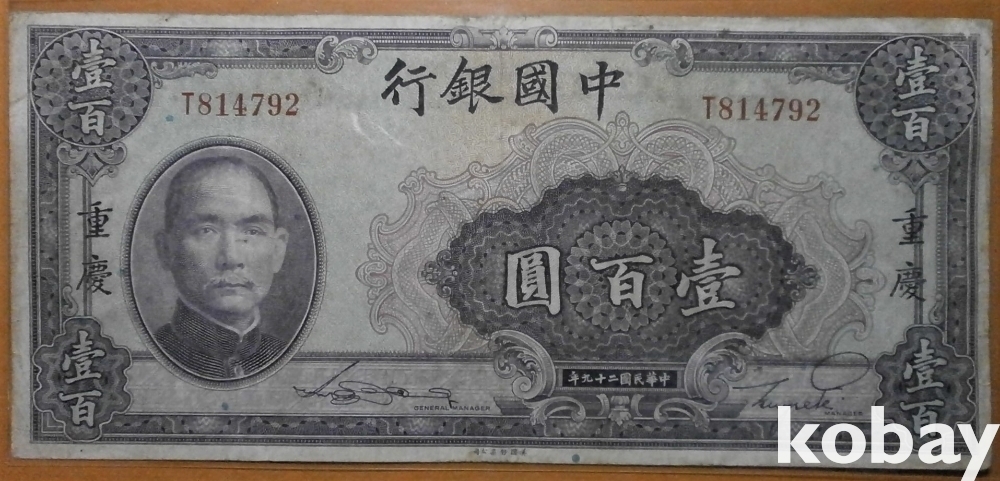 行銀國中
壹百
壹百
T814792
T814792
重慶
重慶
圓百壹
年九十二國民華中
壹百
壹百
GENERAL MANAGER
MANAGER
kobay